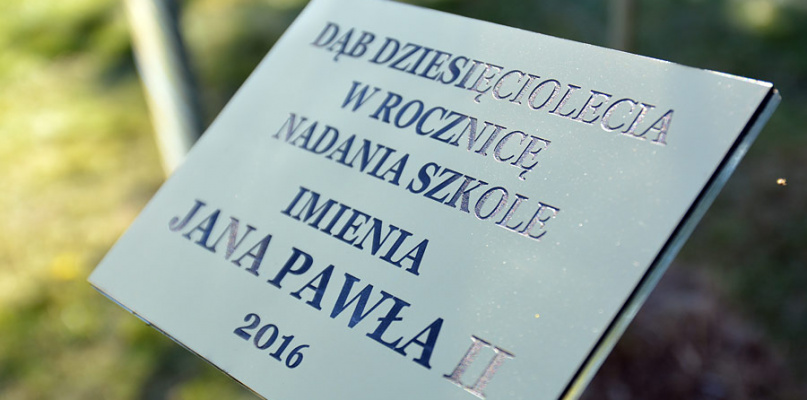 DĄB DZIESIĘCIOLECIA
W ROCZNICĘ
NADANIA SZKOLE
IMIENIA
JANA PAWŁA II
2016